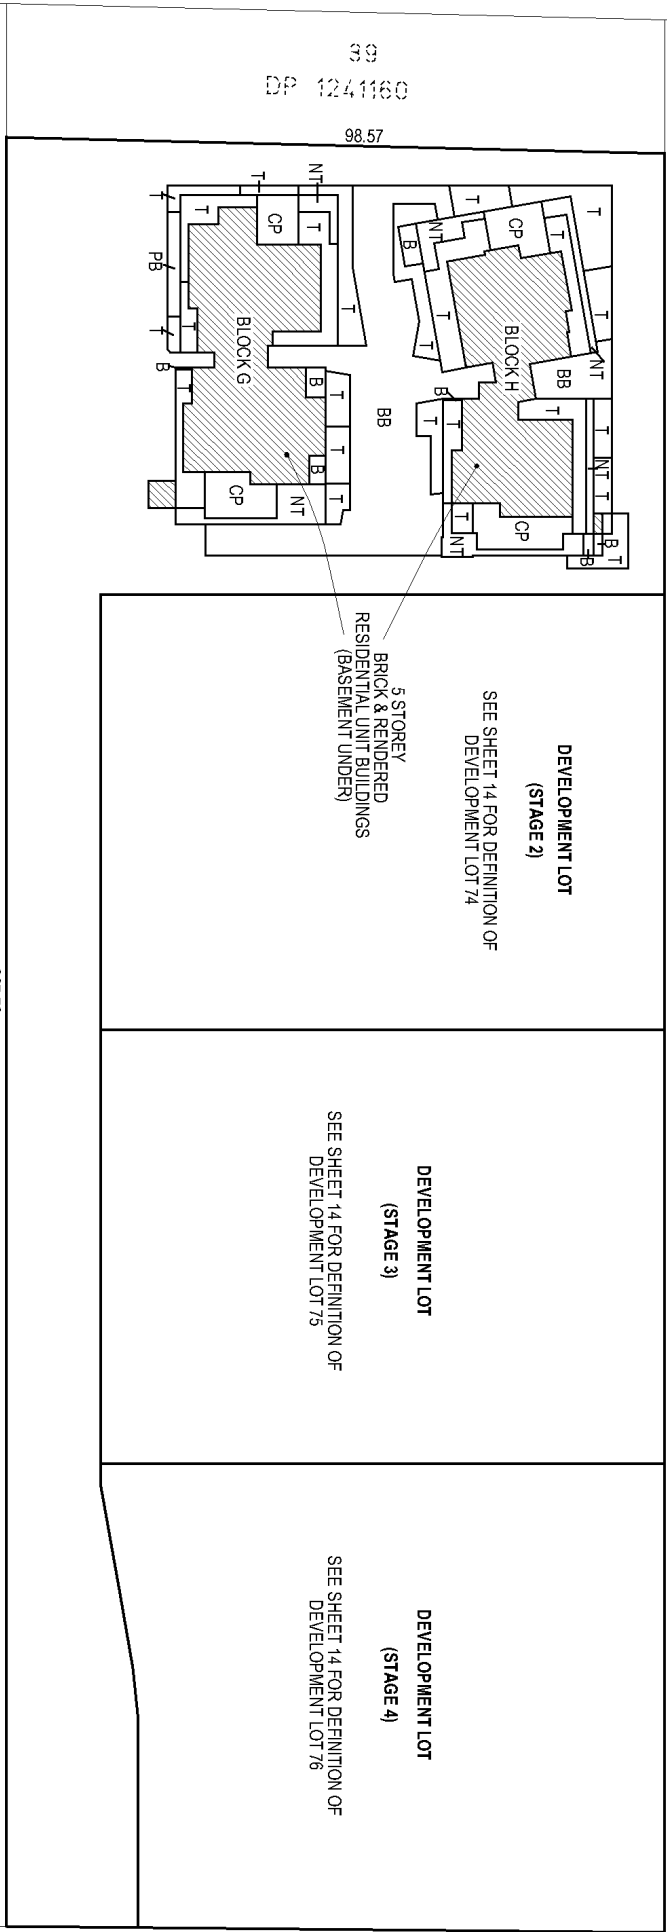 99
DP 1241160
98.57
T
NT
T
T
T
CP
T
PB
T
T
B
T
BLOCK G
T
B
T
T
B
T
CP
NT
BB
T
T
CP
T
NT
B
T
T
T
NT
BLOCK H
BB
B
T
T
T
T
NT
T
T
CP
NT
B
T
B
5 STOREY
BRICK & RENDERED
RESIDENTIAL UNIT BUILDINGS
(BASEMENT UNDER)
DEVELOPMENT LOT
(STAGE 2)
SEE SHEET 14 FOR DEFINITION OF
DEVELOPMENT LOT 74
DEVELOPMENT LOT
(STAGE 3)
SEE SHEET 14 FOR DEFINITION OF
DEVELOPMENT LOT 75
DEVELOPMENT LOT
(STAGE 4)
SEE SHEET 14 FOR DEFINITION OF
DEVELOPMENT LOT 76